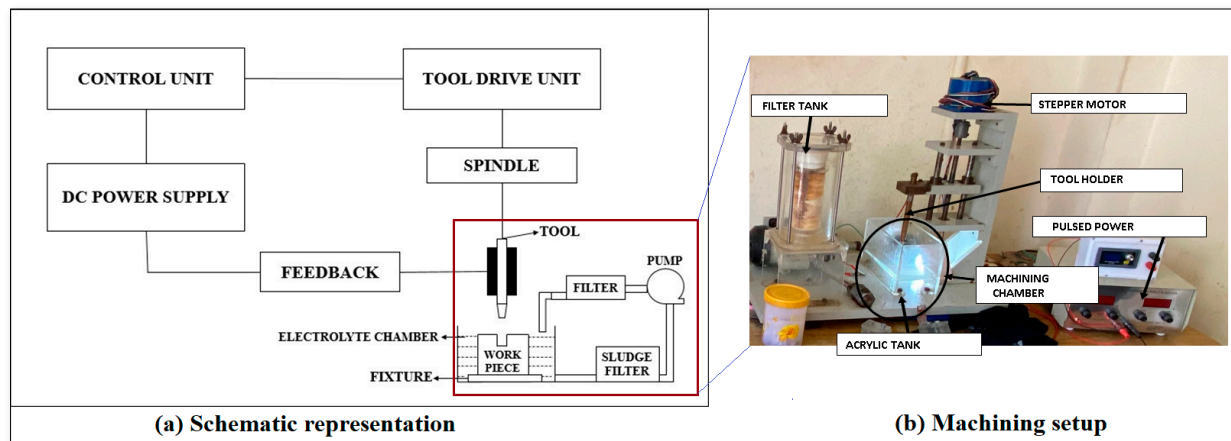 CONTROL UNIT
TOOL DRIVE UNIT
DC POWER SUPPLY
SPINDLE
TOOL
FEEDBACK
PUMP
FILTER
ELECTROLYTE CHAMBER
WORK
PIECE
SLUDGE
FILTER
FIXTURE
(a) Schematic representation
FILTER TANK
STEPPER MOTOR
TOOL HOLDER
PULSED POWER
MACHINING
CHAMBER
ACRYLIC TANK
(b) Machining setup